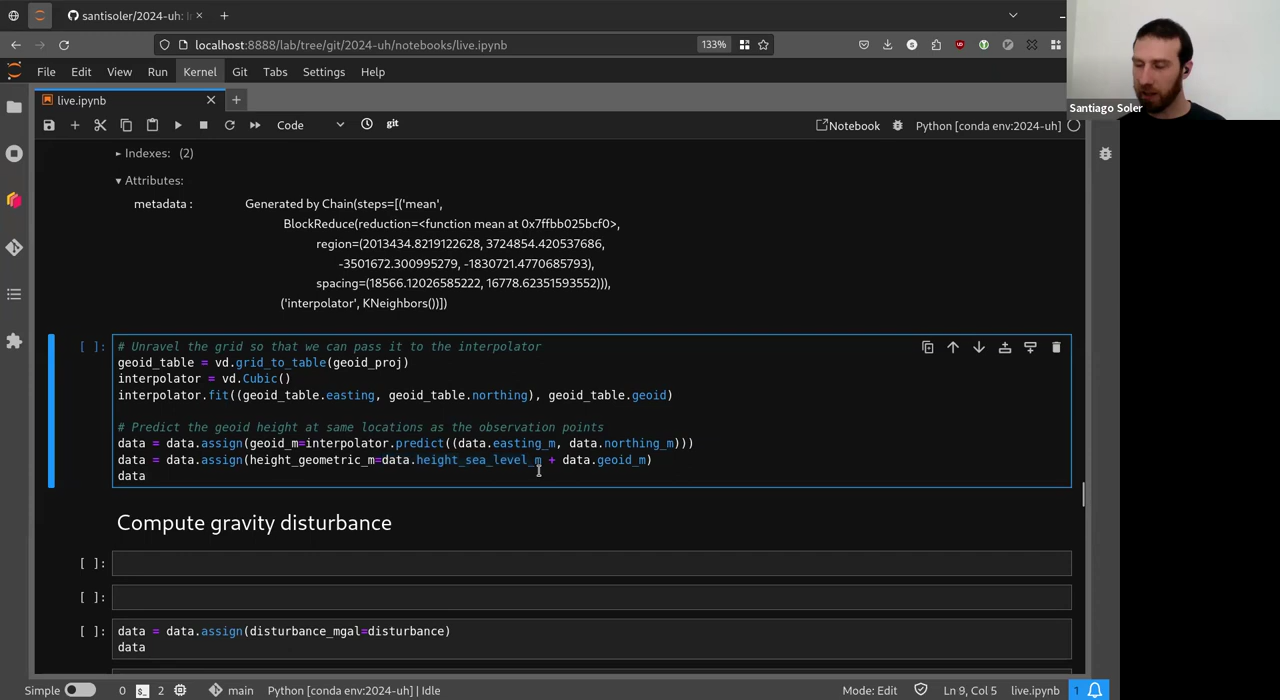 santisoler/2024-uh:
localhost:8888/lab/tree/git/2024-uh/notebooks/live.ipynb
133%
Santiago Soler
File Edit View Run Kernel Git Tabs Settings Help
live.ipynb
Code
git
Notebook
Python [conda env:2024-uh]
Indexes: (2)
Attributes:
metadata : Generated by Chain(steps=[('mean',
BlockReduce(reduction=<function mean at 0x7ffbb025bcf0>,
region=(2013434.8219122628, 3724854.420537686,
-3501672.300995279, -1830721.4770685793),
spacing=(18566.12026585222, 16778.62351593552))),
('interpolator', KNeighbors())])
[ ]:
# Unravel the grid so that we can pass it to the interpolator
geoid_table = vd.grid_to_table(geoid_proj)
interpolator = vd.Cubic()
interpolator.fit((geoid_table.easting, geoid_table.northing), geoid_table.geoid)
# Predict the geoid height at same locations as the observation points
data = data.assign(geoid_m=interpolator.predict((data.easting_m, data.northing_m)))
data = data.assign(height_geometric_m=data.height_sea_level_m + data.geoid_m)
data
Compute gravity disturbance
[ ]:
[ ]:
[ ]:
data = data.assign(disturbance_mgal=disturbance)
data
Simple 0 $_ 2 main Python [conda env:2024-uh] | Idle Mode: Edit Ln 9, Col 5 live.ipynb 1